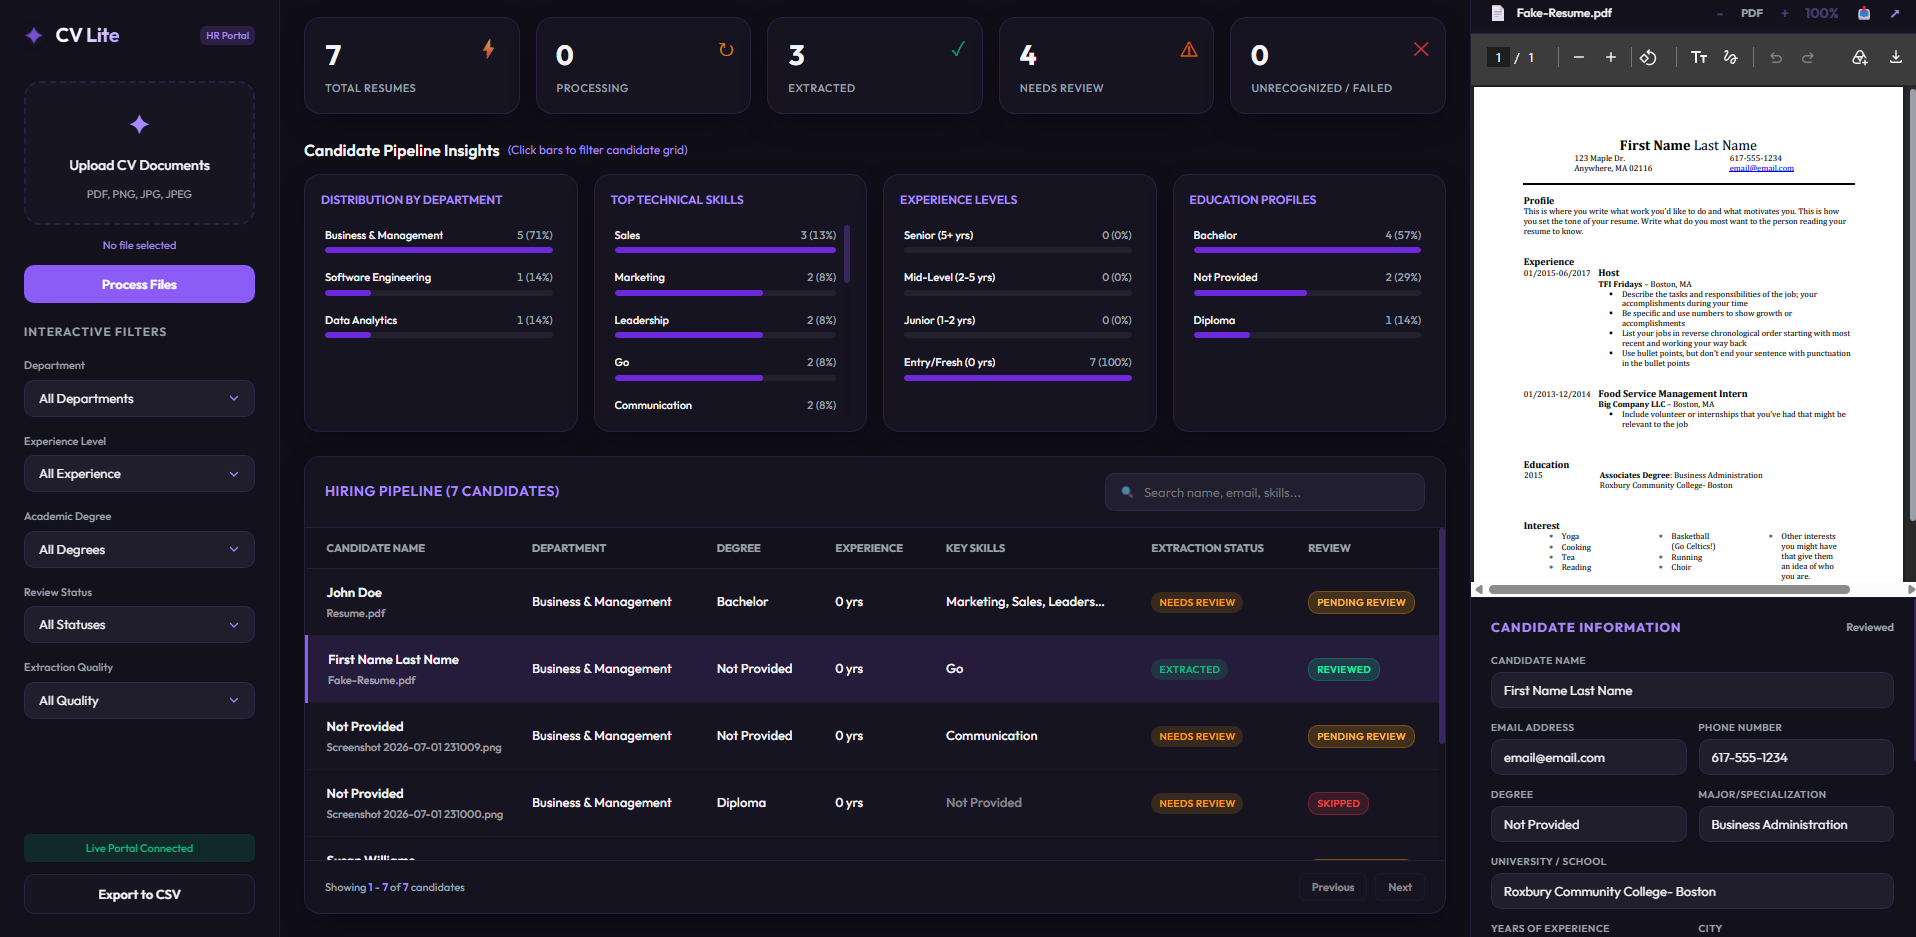 CV Lite
HR Portal
Upload CV Documents
PDF, PNG, JPG, JPEG
No file selected
Process Files
INTERACTIVE FILTERS
Department
All Departments
Experience Level
All Experience
Academic Degree
All Degrees
Review Status
All Statuses
Extraction Quality
All Quality
Live Portal Connected
Export to CSV
7
TOTAL RESUMES
0
PROCESSING
3
EXTRACTED
4
NEEDS REVIEW
0
UNRECOGNIZED / FAILED
Candidate Pipeline Insights (Click bars to filter candidate grid)
DISTRIBUTION BY DEPARTMENT
Business & Management 5 (71%)
Software Engineering 1 (14%)
Data Analytics 1 (14%)
TOP TECHNICAL SKILLS
Sales 3 (13%)
Marketing 2 (8%)
Leadership 2 (8%)
Go 2 (8%)
Communication 2 (8%)
EXPERIENCE LEVELS
Senior (5+ yrs) 0 (0%)
Mid-Level (2-5 yrs) 0 (0%)
Junior (1-2 yrs) 0 (0%)
Entry/Fresh (0 yrs) 7 (100%)
EDUCATION PROFILES
Bachelor 4 (57%)
Not Provided 2 (29%)
Diploma 1 (14%)
HIRING PIPELINE (7 CANDIDATES)
Search name, email, skills...
CANDIDATE NAME DEPARTMENT DEGREE EXPERIENCE KEY SKILLS EXTRACTION STATUS REVIEW
John Doe
Resume.pdf
Business & Management Bachelor 0 yrs Marketing, Sales, Leaders... NEEDS REVIEW PENDING REVIEW
First Name Last Name
Fake-Resume.pdf
Business & Management Not Provided 0 yrs Go EXTRACTED REVIEWED
Not Provided
Screenshot 2026-07-01 231009.png
Business & Management Not Provided 0 yrs Communication NEEDS REVIEW PENDING REVIEW
Not Provided
Screenshot 2026-07-01 231000.png
Business & Management Diploma 0 yrs Not Provided NEEDS REVIEW SKIPPED
Susan Williams
Showing 1 - 7 of 7 candidates
Previous Next
Fake-Resume.pdf
- PDF + 100%
1 / 1
First Name Last Name
123 Maple Dr. 617-555-1234
Anywhere, MA 02116 email@email.com
Profile
This is where you write what work you'd like to do and what motivates you. This is how
you set the tone of your resume. Write what do you most want to the person reading your
resume to know.
Experience
01/2015-06/2017 Host
TFI Fridays – Boston, MA
▪ Describe the tasks and responsibilities of the job; your
accomplishments during your time
▪ Be specific and use numbers to show growth or
accomplishments
▪ List your jobs in reverse chronological order starting with most
recent and working your way back
▪ Use bullet points, but don't end your sentence with punctuation
in the bullet points
01/2013-12/2014 Food Service Management Intern
Big Company LLC – Boston, MA
▪ Include volunteer or internships that you've had that might be
relevant to the job
Education
2015 Associates Degree: Business Administration
Roxbury Community College- Boston
Interest
Yoga
Cooking
Tea
Reading
Basketball
(Go Celtics!)
Running
Choir
Other interests
you might have
that give them
an idea of who
you are.
CANDIDATE INFORMATION Reviewed
CANDIDATE NAME
First Name Last Name
EMAIL ADDRESS PHONE NUMBER
email@email.com 617-555-1234
DEGREE MAJOR/SPECIALIZATION
Not Provided Business Administration
UNIVERSITY / SCHOOL
Roxbury Community College- Boston
YEARS OF EXPERIENCE CITY